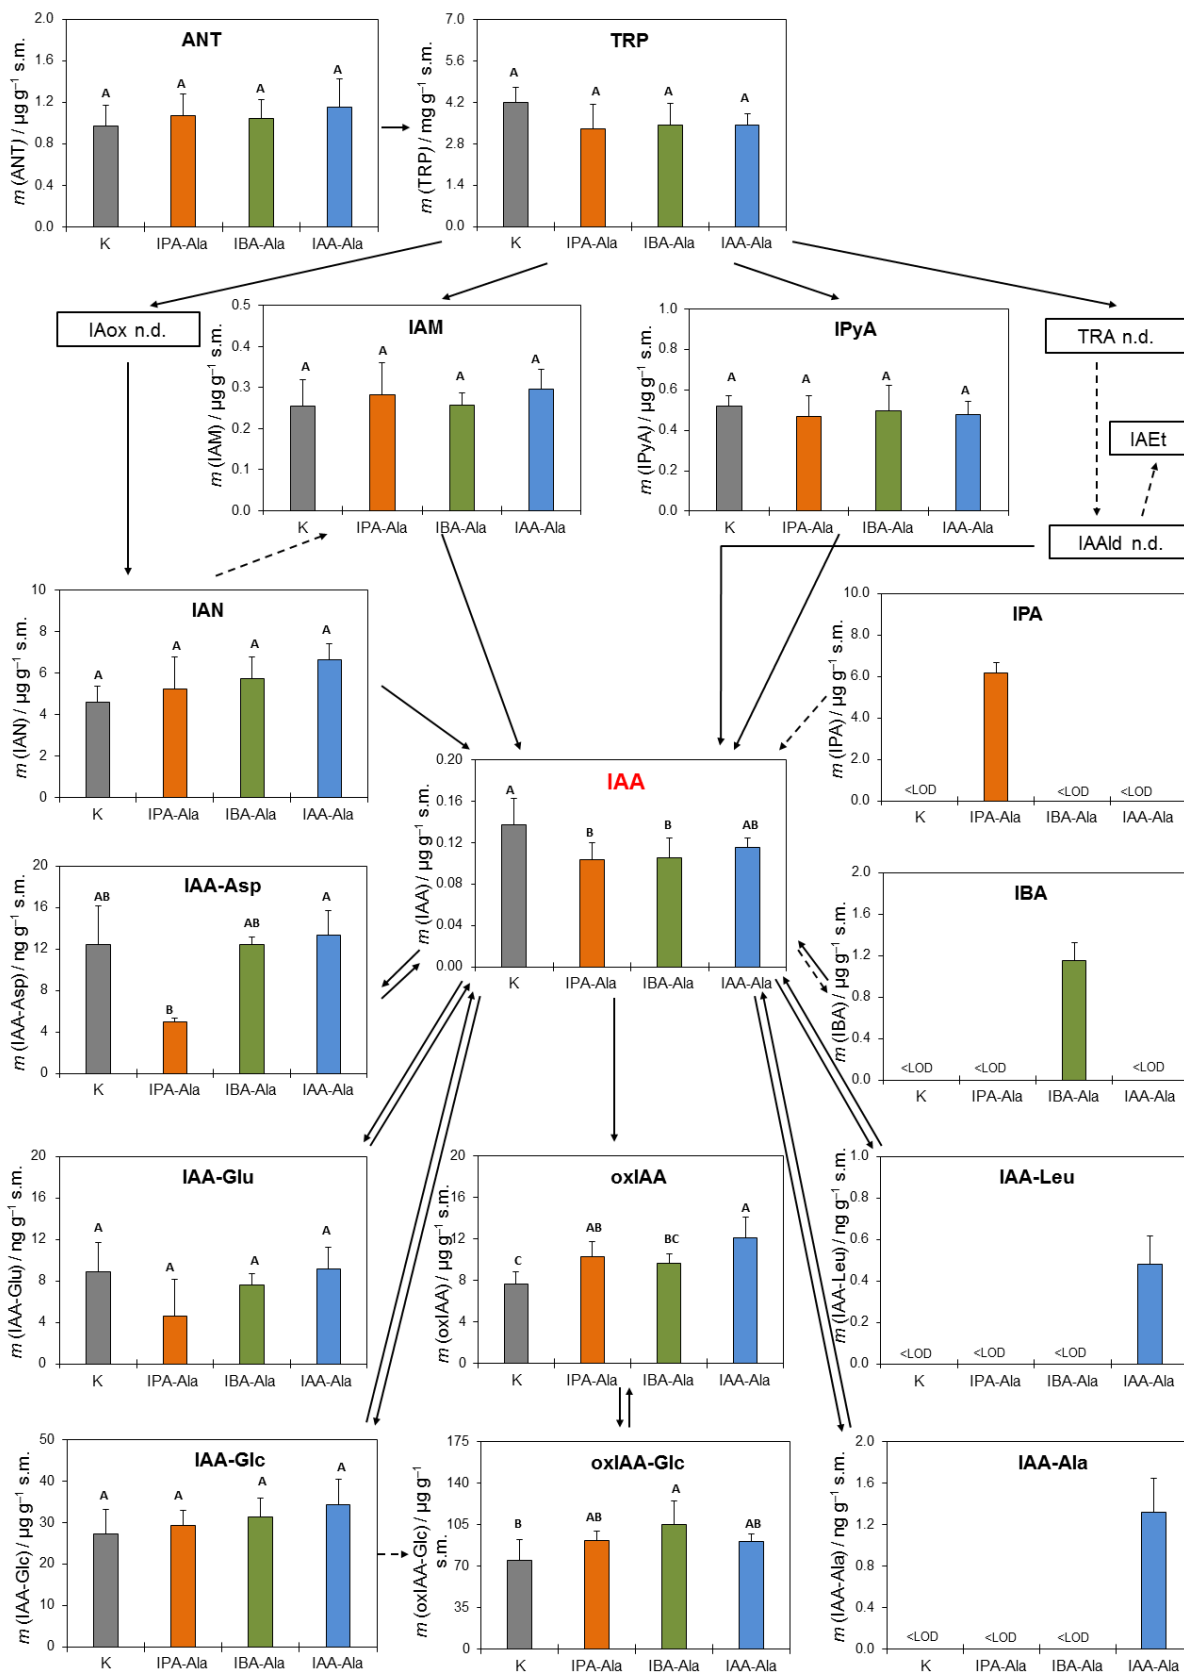 ANT
m (ANT) / µg g⁻¹ s.m.
2.0
1.6
1.2
0.8
0.4
0.0
A A A A
K IPA-Ala IBA-Ala IAA-Ala
TRP
m (TRP) / mg g⁻¹ s.m.
7.0
5.6
4.2
2.8
1.4
0.0
A A A A
K IPA-Ala IBA-Ala IAA-Ala
IAox n.d.
IAM
m (IAM) / µg g⁻¹ s.m.
0.5
0.4
0.3
0.2
0.1
0.0
A A A A
K IPA-Ala IBA-Ala IAA-Ala
IPyA
m (IPyA) / µg g⁻¹ s.m.
1.0
0.8
0.6
0.4
0.2
0.0
A A A A
K IPA-Ala IBA-Ala IAA-Ala
TRA n.d.
IAEt
IAAld n.d.
IAN
m (IAN) / µg g⁻¹ s.m.
10
8
6
4
2
0
A A A A
K IPA-Ala IBA-Ala IAA-Ala
IPA
m (IPA) / µg g⁻¹ s.m.
10.0
8.0
6.0
4.0
2.0
0.0
<LOD <LOD <LOD
K IPA-Ala IBA-Ala IAA-Ala
IAA
m (IAA) / µg g⁻¹ s.m.
0.20
0.16
0.12
0.08
0.04
0.00
A B B AB
K IPA-Ala IBA-Ala IAA-Ala
IAA-Asp
m (IAA-Asp) / ng g⁻¹ s.m.
20
16
12
8
4
0
AB B AB A
K IPA-Ala IBA-Ala IAA-Ala
IBA
m (IBA) / µg g⁻¹ s.m.
2.0
1.6
1.2
0.8
0.4
0.0
<LOD <LOD <LOD
K IPA-Ala IBA-Ala IAA-Ala
IAA-Glu
m (IAA-Glu) / ng g⁻¹ s.m.
20
16
12
8
4
0
A A A A
K IPA-Ala IBA-Ala IAA-Ala
oxIAA
m (oxIAA) / µg g⁻¹ s.m.
20
16
12
8
4
0
C AB BC A
K IPA-Ala IBA-Ala IAA-Ala
IAA-Leu
m (IAA-Leu) / ng g⁻¹ s.m.
1.0
0.8
0.6
0.4
0.2
0.0
<LOD <LOD <LOD
K IPA-Ala IBA-Ala IAA-Ala
IAA-Glc
m (IAA-Glc) / µg g⁻¹ s.m.
50
40
30
20
10
0
A A A A
K IPA-Ala IBA-Ala IAA-Ala
oxIAA-Glc
m (oxIAA-Glc) / µg g⁻¹
s.m.
175
140
105
70
35
0
B AB A AB
K IPA-Ala IBA-Ala IAA-Ala
IAA-Ala
m (IAA-Ala) / ng g⁻¹ s.m.
2.0
1.6
1.2
0.8
0.4
0.0
<LOD <LOD <LOD
K IPA-Ala IBA-Ala IAA-Ala